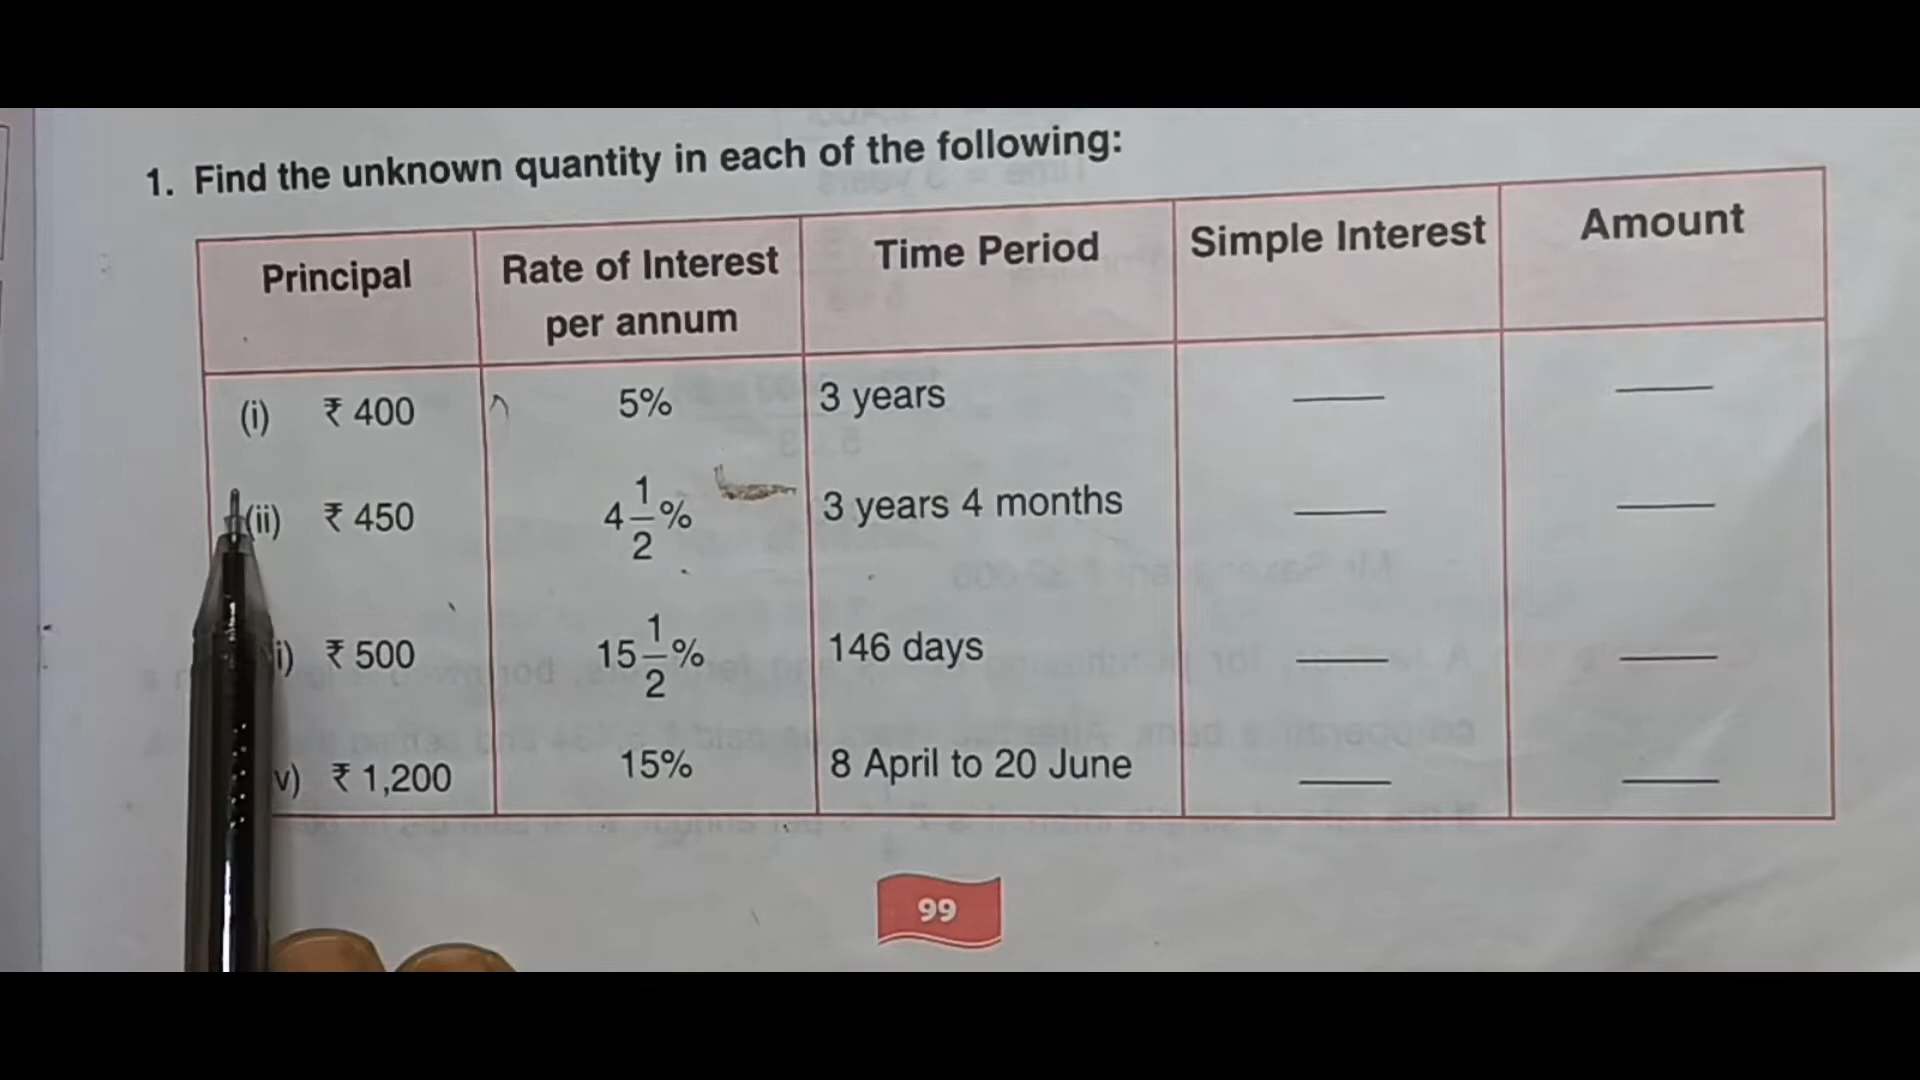 1. Find the unknown quantity in each of the following:
Principal Rate of Interest per annum Time Period Simple Interest Amount
(i) ₹ 400 5% 3 years
(ii) ₹ 450 4 1/2 % 3 years 4 months
i) ₹ 500 15 1/2 % 146 days
v) ₹ 1,200 15% 8 April to 20 June
99